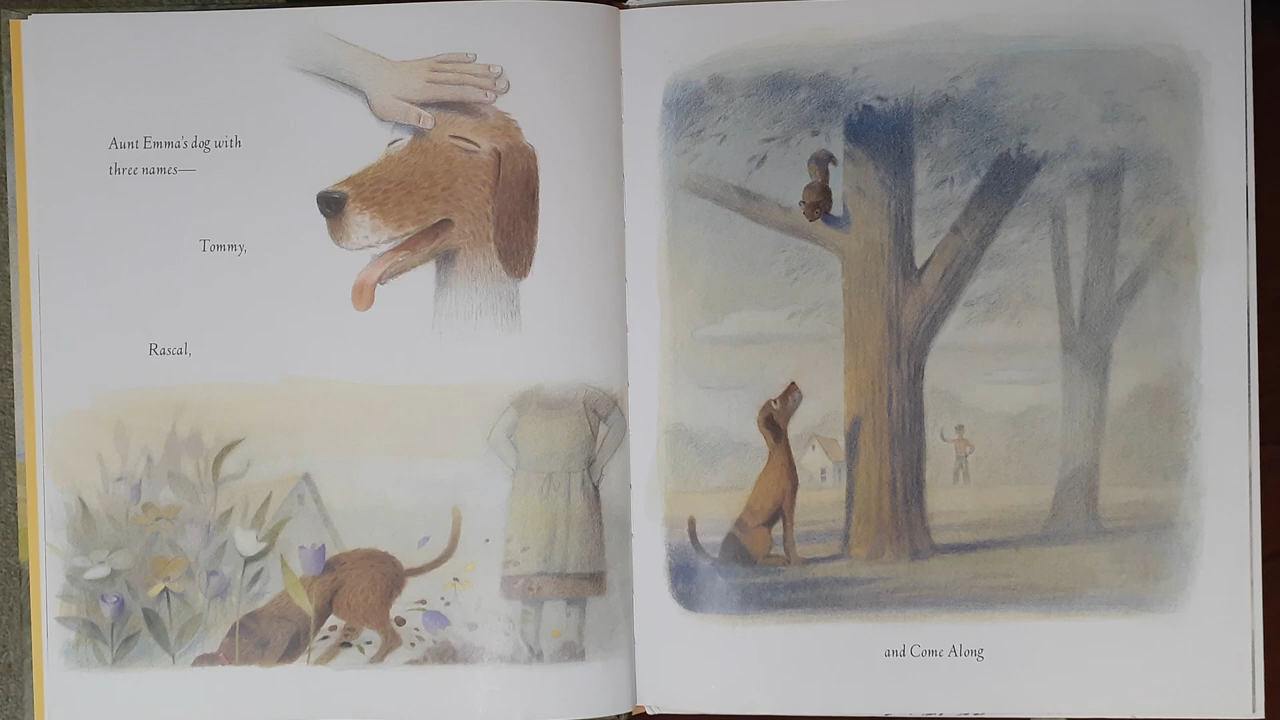 Aunt Emma's dog with
three names—
Tommy,
Rascal,
and Come Along